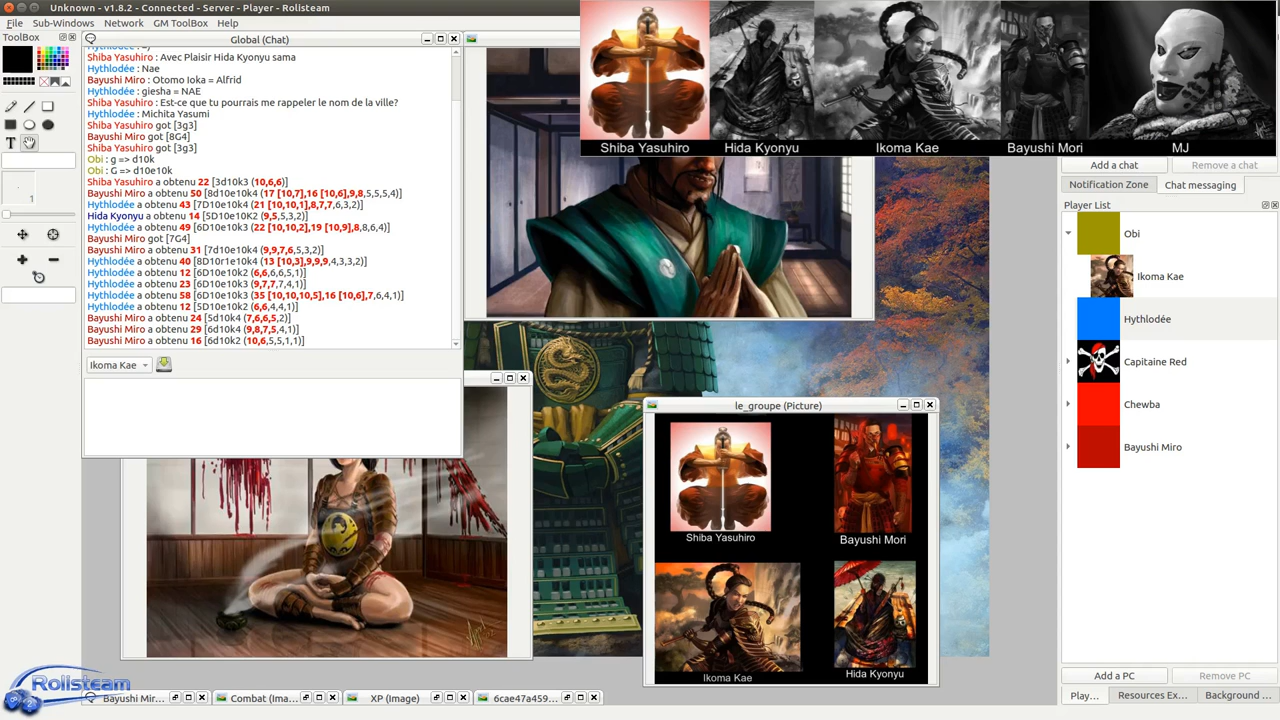 Unknown - v1.8.2 - Connected - Server - Player - Rolisteam
File Sub-Windows Network GM ToolBox Help
ToolBox
Global (Chat)
Shiba Yasuhiro : Avec Plaisir Hida Kyonyu sama
Hythlodée : Nae
Bayushi Miro : Otomo Ioka = Alfrid
Hythlodée : giesha = NAE
Shiba Yasuhiro : Est-ce que tu pourrais me rappeler le nom de la ville?
Hythlodée : Michita Yasumi
Shiba Yasuhiro got [3g3]
Bayushi Miro got [8G4]
Shiba Yasuhiro got [3g3]
Obi : g => d10k
Obi : G => d10e10k
Shiba Yasuhiro a obtenu 22 [3d10k3 (10,6,6)]
Bayushi Miro a obtenu 50 [8d10e10k4 (17 [10,7],16 [10,6],9,8,5,5,5,4)]
Hythlodée a obtenu 43 [7D10e10k4 (21 [10,10,1],8,7,7,6,3,2)]
Hida Kyonyu a obtenu 14 [5D10e10K2 (9,5,5,3,2)]
Hythlodée a obtenu 49 [6D10e10K3 (22 [10,10,2],19 [10,9],8,8,6,4)]
Bayushi Miro got [7G4]
Bayushi Miro a obtenu 31 [7d10e10k4 (9,9,7,6,5,3,2)]
Hythlodée a obtenu 40 [8D10r1e10k4 (13 [10,3],9,9,9,4,3,3,2)]
Hythlodée a obtenu 12 [6D10e10k2 (6,6,6,6,5,1)]
Hythlodée a obtenu 23 [6D10e10k3 (9,7,7,7,4,1)]
Hythlodée a obtenu 58 [6D10e10k3 (35 [10,10,10,5],16 [10,6],7,6,4,1)]
Hythlodée a obtenu 12 [6D10e10k2 (6,6,4,4,1)]
Bayushi Miro a obtenu 24 [5d10k4 (7,6,6,5,2)]
Bayushi Miro a obtenu 29 [6d10k4 (9,8,7,5,4,1)]
Bayushi Miro a obtenu 16 [6d10k2 (10,6,5,5,1,1)]
T
1
Ikoma Kae
Shiba Yasuhiro Hida Kyonyu Ikoma Kae Bayushi Mori MJ
Add a chat Remove a chat
Notification Zone Chat messaging
Player List
Obi
Ikoma Kae
Hythlodée
Capitaine Red
Chewba
Bayushi Miro
le_groupe (Picture)
Shiba Yasuhiro
Bayushi Mori
Ikoma Kae
Hida Kyonyu
Add a PC Remove PC
Play... Resources Ex... Background ...
Rolisteam
Bayushi Mir... Combat (Ima... XP (Image) 6cae47a459...